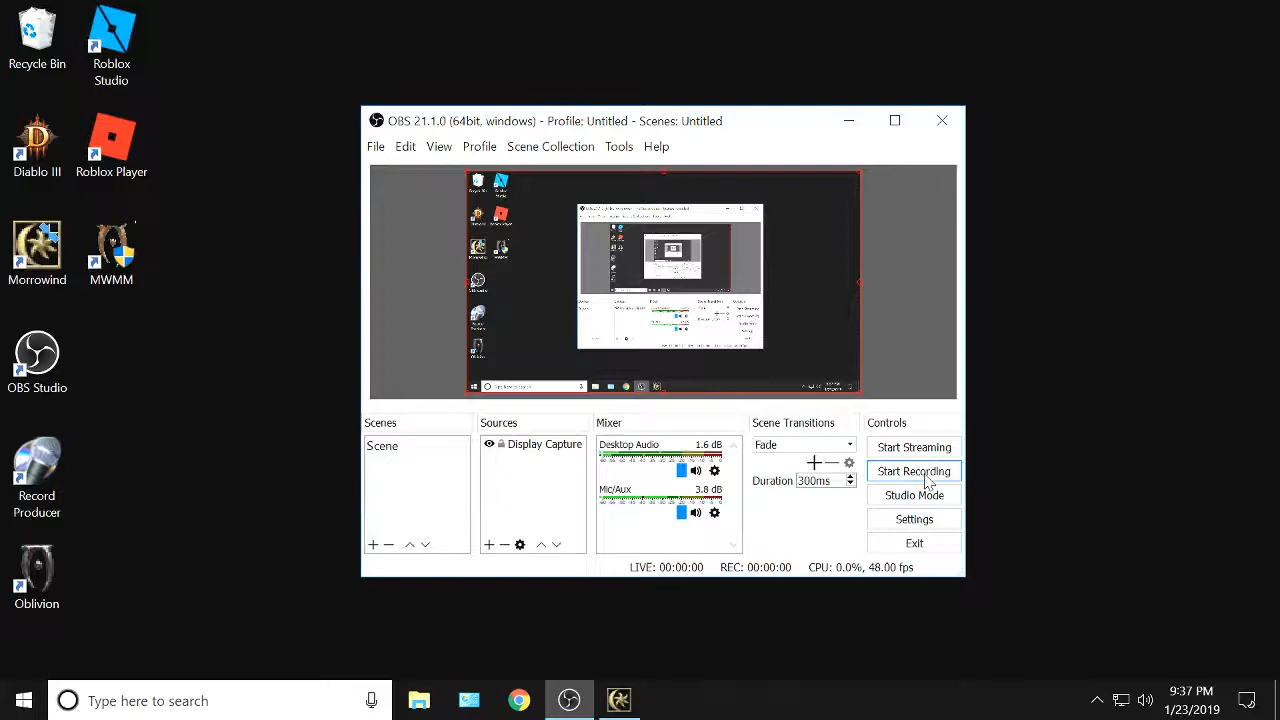 Recycle Bin
Roblox
Studio
Diablo III
Roblox Player
Morrowind
MWMM
OBS Studio
Record
Producer
Oblivion
OBS 21.1.0 (64bit, windows) - Profile: Untitled - Scenes: Untitled
File Edit View Profile Scene Collection Tools Help
Scenes
Scene
Sources
Display Capture
Mixer
Desktop Audio 1.6 dB
Mic/Aux 3.8 dB
Scene Transitions
Fade
Duration 300ms
Controls
Start Streaming
Start Recording
Studio Mode
Settings
Exit
LIVE: 00:00:00 REC: 00:00:00 CPU: 0.0%, 48.00 fps
Type here to search
9:37 PM
1/23/2019